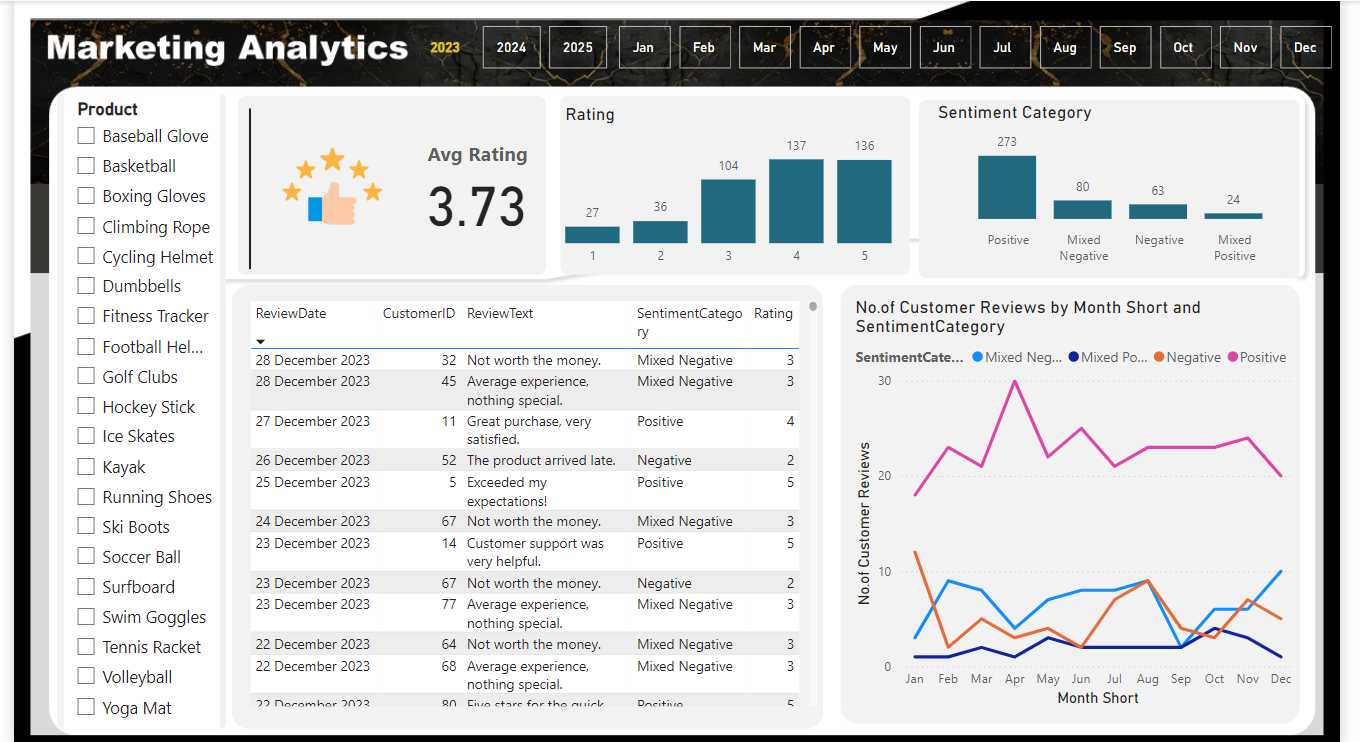 Marketing Analytics
2023 2024 2025 Jan Feb Mar Apr May Jun Jul Aug Sep Oct Nov Dec
Product
Baseball Glove
Basketball
Boxing Gloves
Climbing Rope
Cycling Helmet
Dumbbells
Fitness Tracker
Football Hel...
Golf Clubs
Hockey Stick
Ice Skates
Kayak
Running Shoes
Ski Boots
Soccer Ball
Surfboard
Swim Goggles
Tennis Racket
Volleyball
Yoga Mat
Avg Rating
3.73
Rating
27 36 104 137 136
1 2 3 4 5
Sentiment Category
273 80 63 24
Positive Mixed Negative Mixed
Negative Positive
ReviewDate CustomerID ReviewText SentimentCatego Rating
ry
28 December 2023 32 Not worth the money. Mixed Negative 3
28 December 2023 45 Average experience, Mixed Negative 3
nothing special.
27 December 2023 11 Great purchase, very Positive 4
satisfied.
26 December 2023 52 The product arrived late. Negative 2
25 December 2023 5 Exceeded my Positive 5
expectations!
24 December 2023 67 Not worth the money. Mixed Negative 3
23 December 2023 14 Customer support was Positive 5
very helpful.
23 December 2023 67 Not worth the money. Negative 2
23 December 2023 77 Average experience, Mixed Negative 3
nothing special.
22 December 2023 64 Not worth the money. Mixed Negative 3
22 December 2023 68 Average experience, Mixed Negative 3
nothing special.
22 December 2023 80 Five stars for the quick Positive 5
No.of Customer Reviews by Month Short and
SentimentCategory
SentimentCate... Mixed Neg... Mixed Po... Negative Positive
No.of Customer Reviews
30
20
10
0
Jan Feb Mar Apr May Jun Jul Aug Sep Oct Nov Dec
Month Short